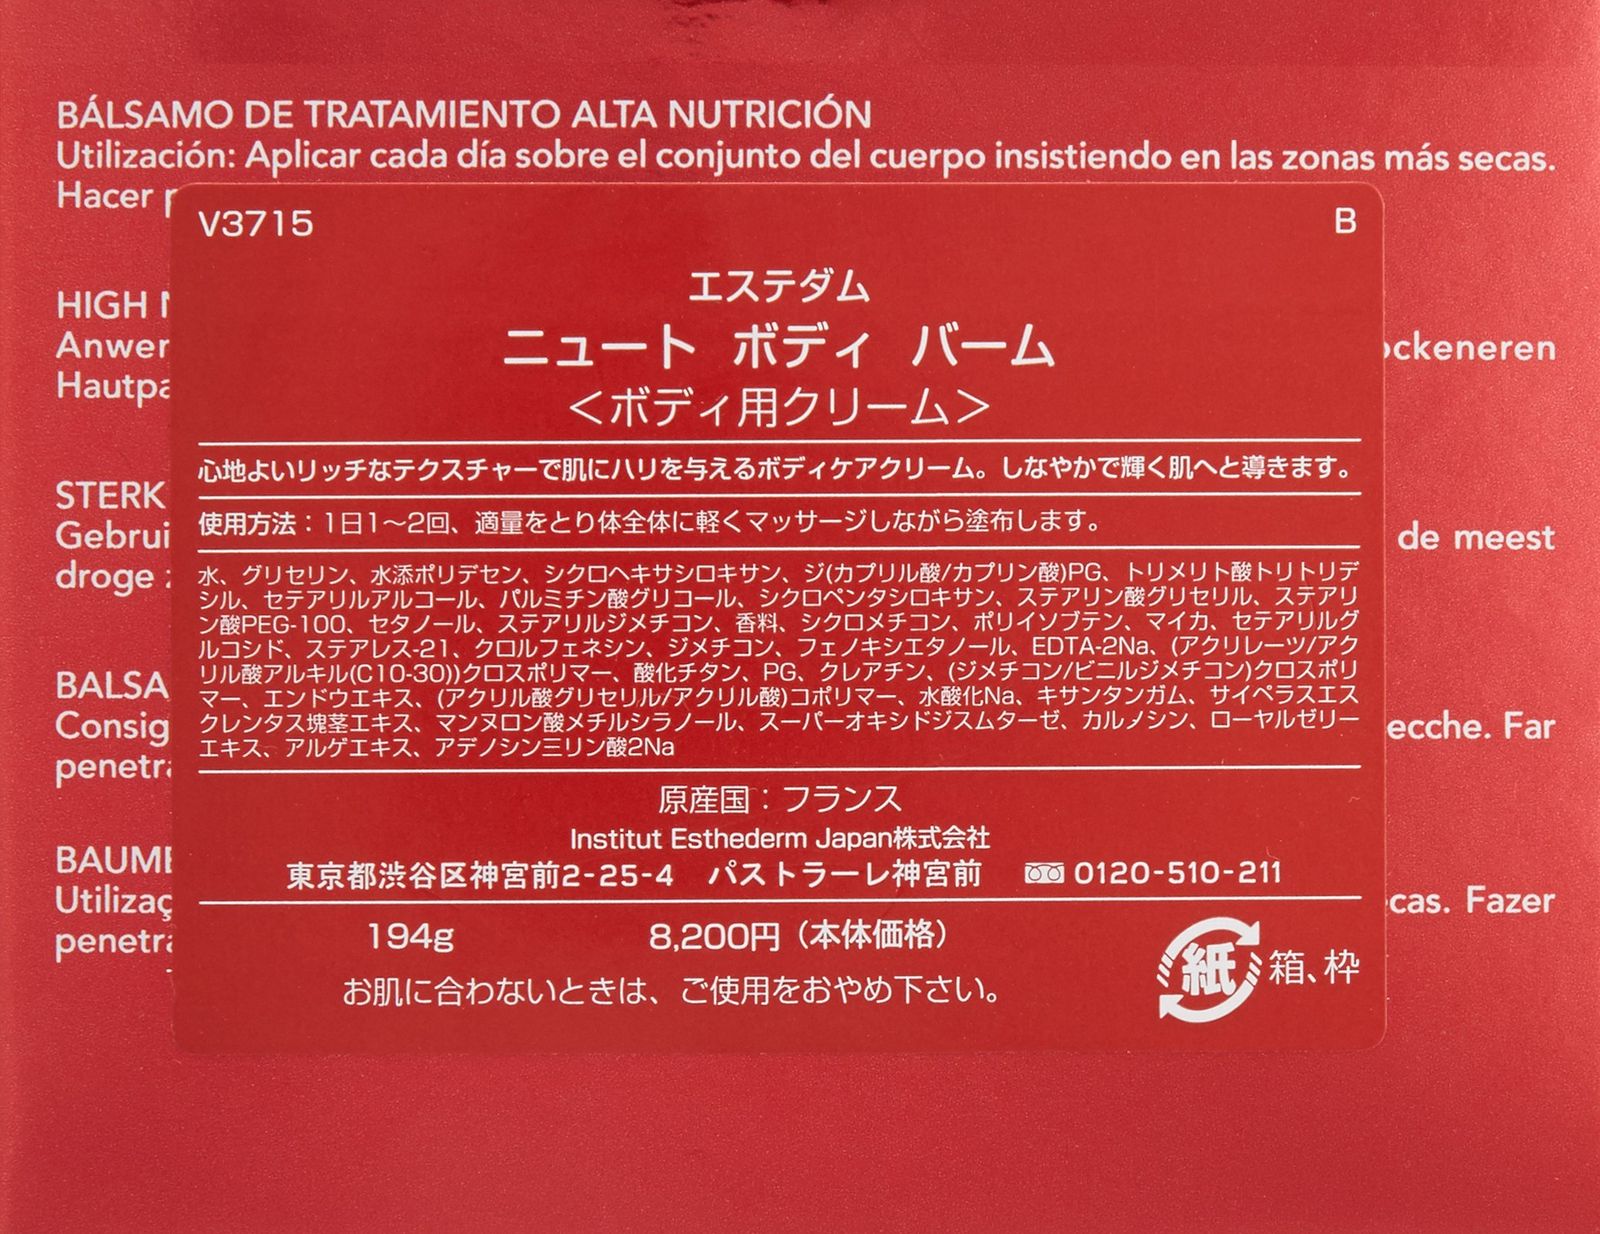 BÁLSAMO DE TRATAMIENTO ALTA NUTRICIÓN
Utilización: Aplicar cada día sobre el conjunto del cuerpo insistiendo en las zonas más secas.
Hacer
HIGH
Anwen
Hautpa
ockeneren
STERK
Gebrui
droge
de meest
BALSA
Consig
penetra
ecche. Far
BAUME
Utilizaç
penetra
cas. Fazer
V3715
B
エステダム
ニュート ボディ バーム
＜ボディ用クリーム＞
心地よいリッチなテクスチャーで肌にハリを与えるボディケアクリーム。しなやかで輝く肌へと導きます。
使用方法：1日1〜2回、適量をとり体全体に軽くマッサージしながら塗布します。
水、グリセリン、水添ポリデセン、シクロヘキサシロキサン、ジ(カプリル酸/カプリン酸)PG、トリメリト酸トリトリデ
シル、セテアリルアルコール、パルミチン酸グリコール、シクロペンタシロキサン、ステアリン酸グリセリル、ステアリ
ン酸PEG-100、セタノール、ステアリルジメチコン、香料、シクロメチコン、ポリイソブテン、マイカ、セテアリルグ
ルコシド、ステアレス-21、クロルフェネシン、ジメチコン、フェノキシエタノール、EDTA-2Na、(アクリレーツ/アク
リル酸アルキル(C10-30))クロスポリマー、酸化チタン、PG、クレアチン、(ジメチコン/ビニルジメチコン)クロスポリ
マー、エンドウエキス、(アクリル酸グリセリル/アクリル酸)コポリマー、水酸化Na、キサンタンガム、サイペラスエス
クレンタス塊茎エキス、マンヌロン酸メチルシラノール、スーパーオキシドジスムターゼ、カルノシン、ローヤルゼリー
エキス、アルゲエキス、アデノシン三リン酸2Na
原産国：フランス
Institut Esthederm Japan株式会社
東京都渋谷区神宮前2-25-4 パストラーレ神宮前 0120-510-211
194g 8,200円（本体価格）
お肌に合わないときは、ご使用をおやめ下さい。
紙 箱、枠